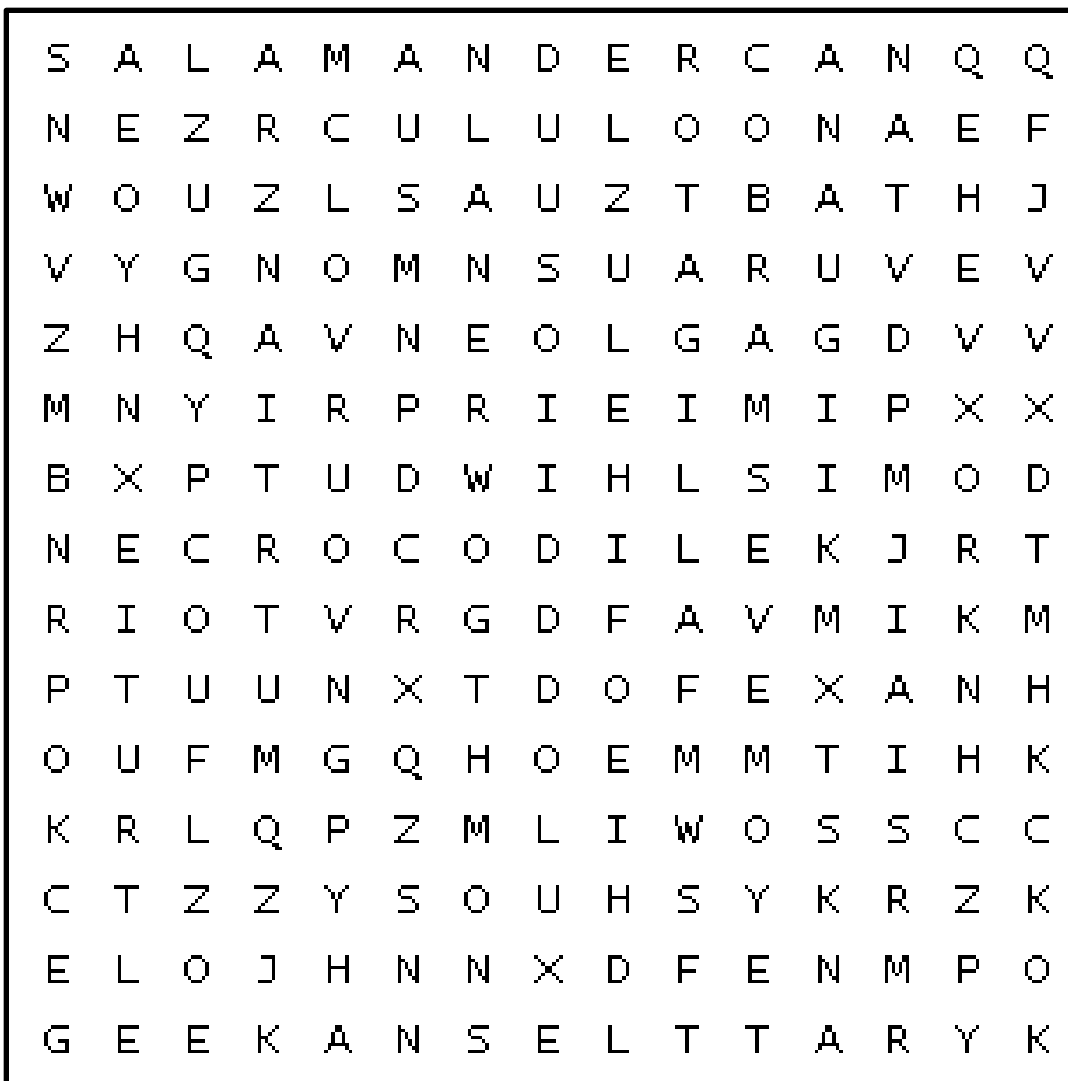 S A L A M A N D E R C A N Q Q
N E Z R C U L U L O O N A E F
W O U Z L S A U Z T B A T H J
V Y G N O M N S U A R U V E V
Z H Q A V N E O L G A G D V V
M N Y I R P R I E I M I P X X
B X P T U D W I H L S I M O D
N E C R O C O D I L E K J R T
R I O T V R G D F A V M I K M
P T U U N X T D O F E X A N H
O U F M G Q H O E M M T I H K
K R L Q P Z M L I W O S S C C
C T Z Z Y S O U H S Y K R Z K
E L O J H N N X D F E N M P O
G E E K A N S E L T T A R Y K